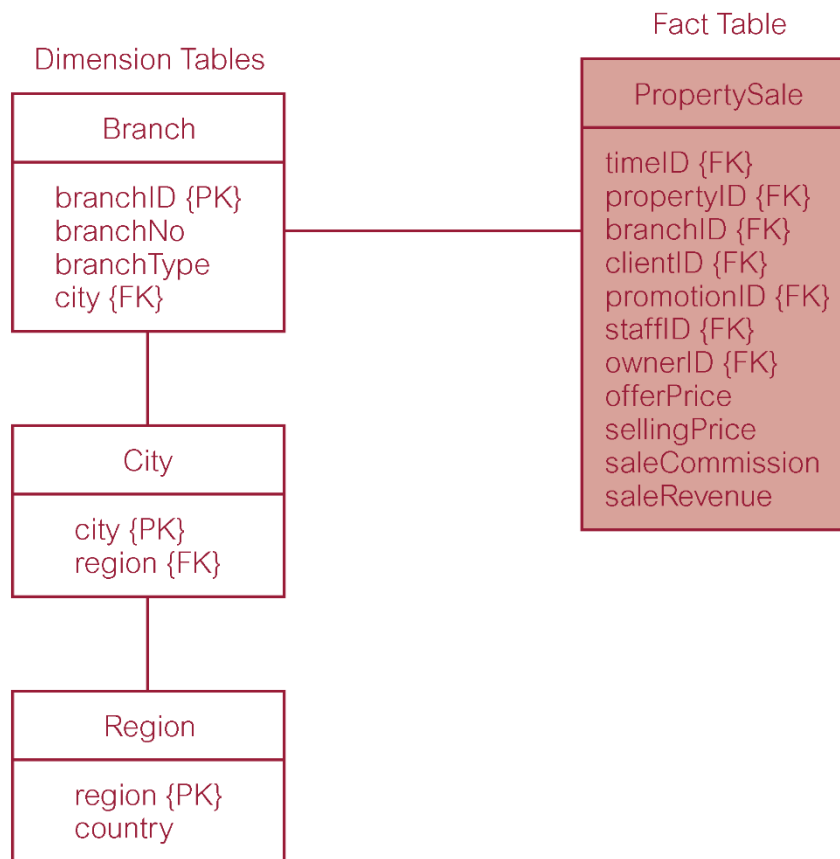 Dimension Tables
Branch
branchID {PK}
branchNo
branchType
city {FK}
City
city {PK}
region {FK}
Region
region {PK}
country
Fact Table
PropertySale
timeID {FK}
propertyID {FK}
branchID {FK}
clientID {FK}
promotionID {FK}
staffID {FK}
ownerID {FK}
offerPrice
sellingPrice
saleCommission
saleRevenue